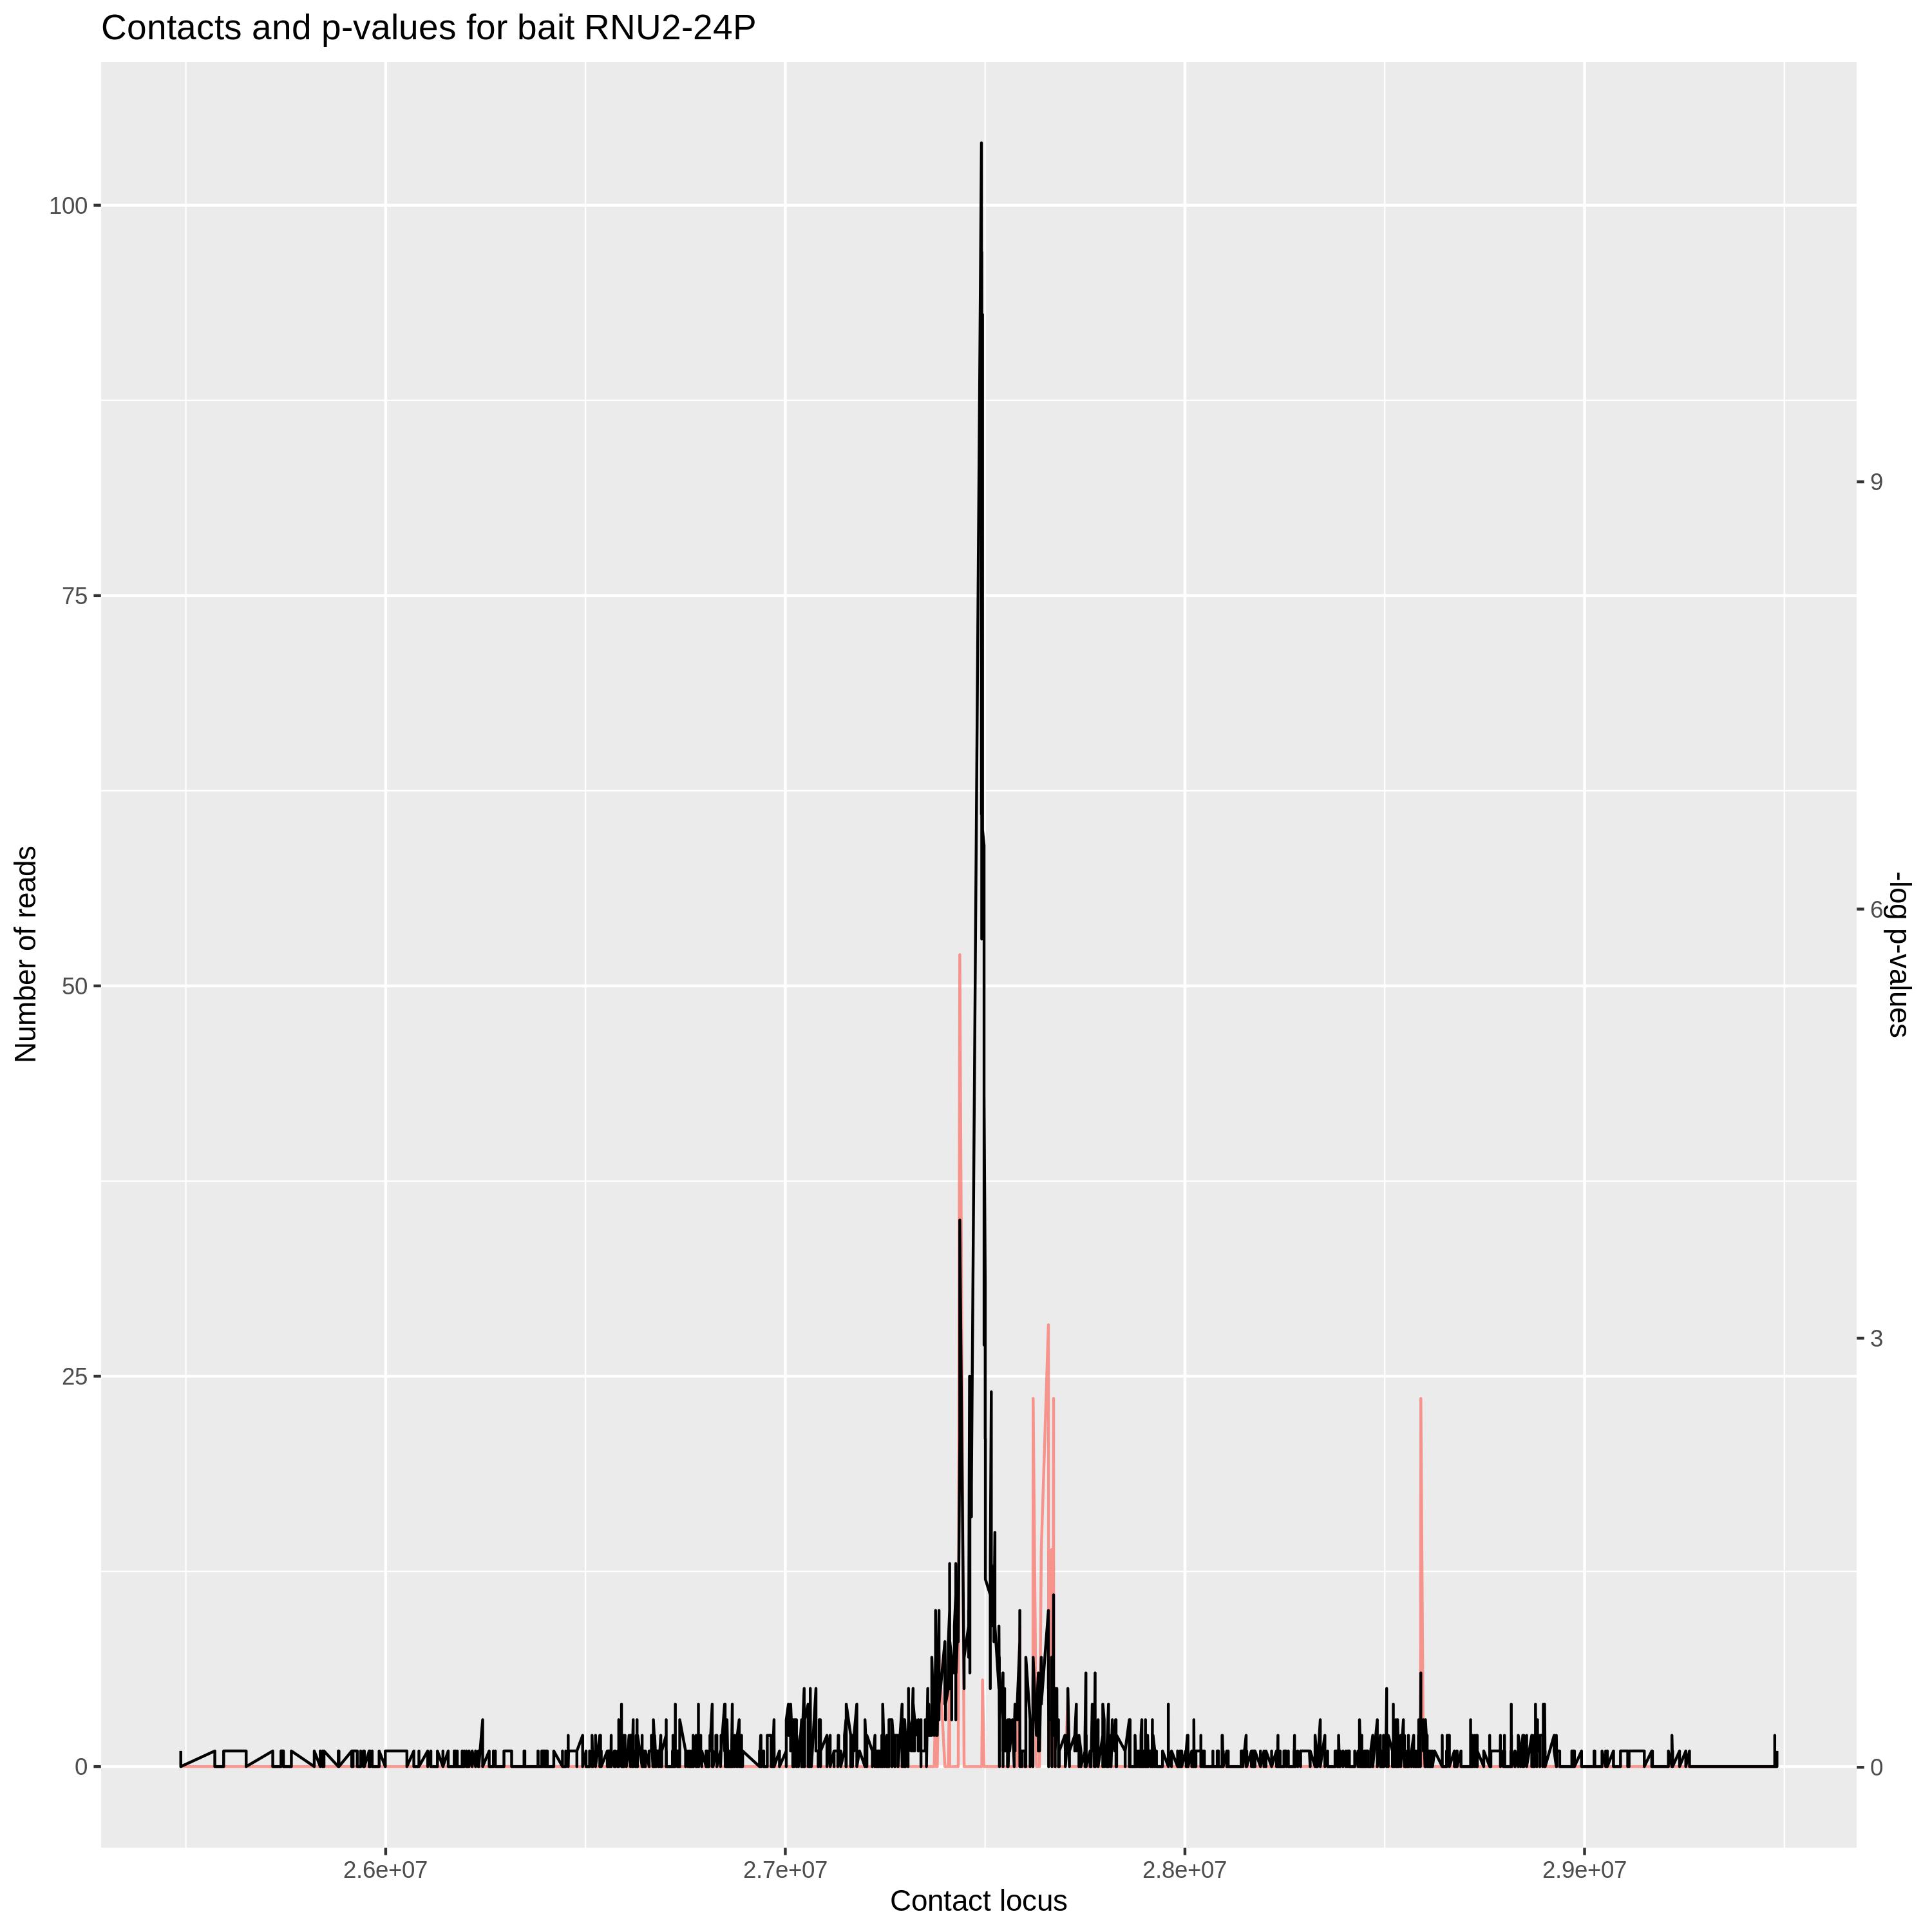 Contacts and p-values for bait RNU2-24P
Number of reads
100
75
50
25
0
9
6
3
0
-log p-values
2.6e+07
2.7e+07
2.8e+07
2.9e+07
Contact locus